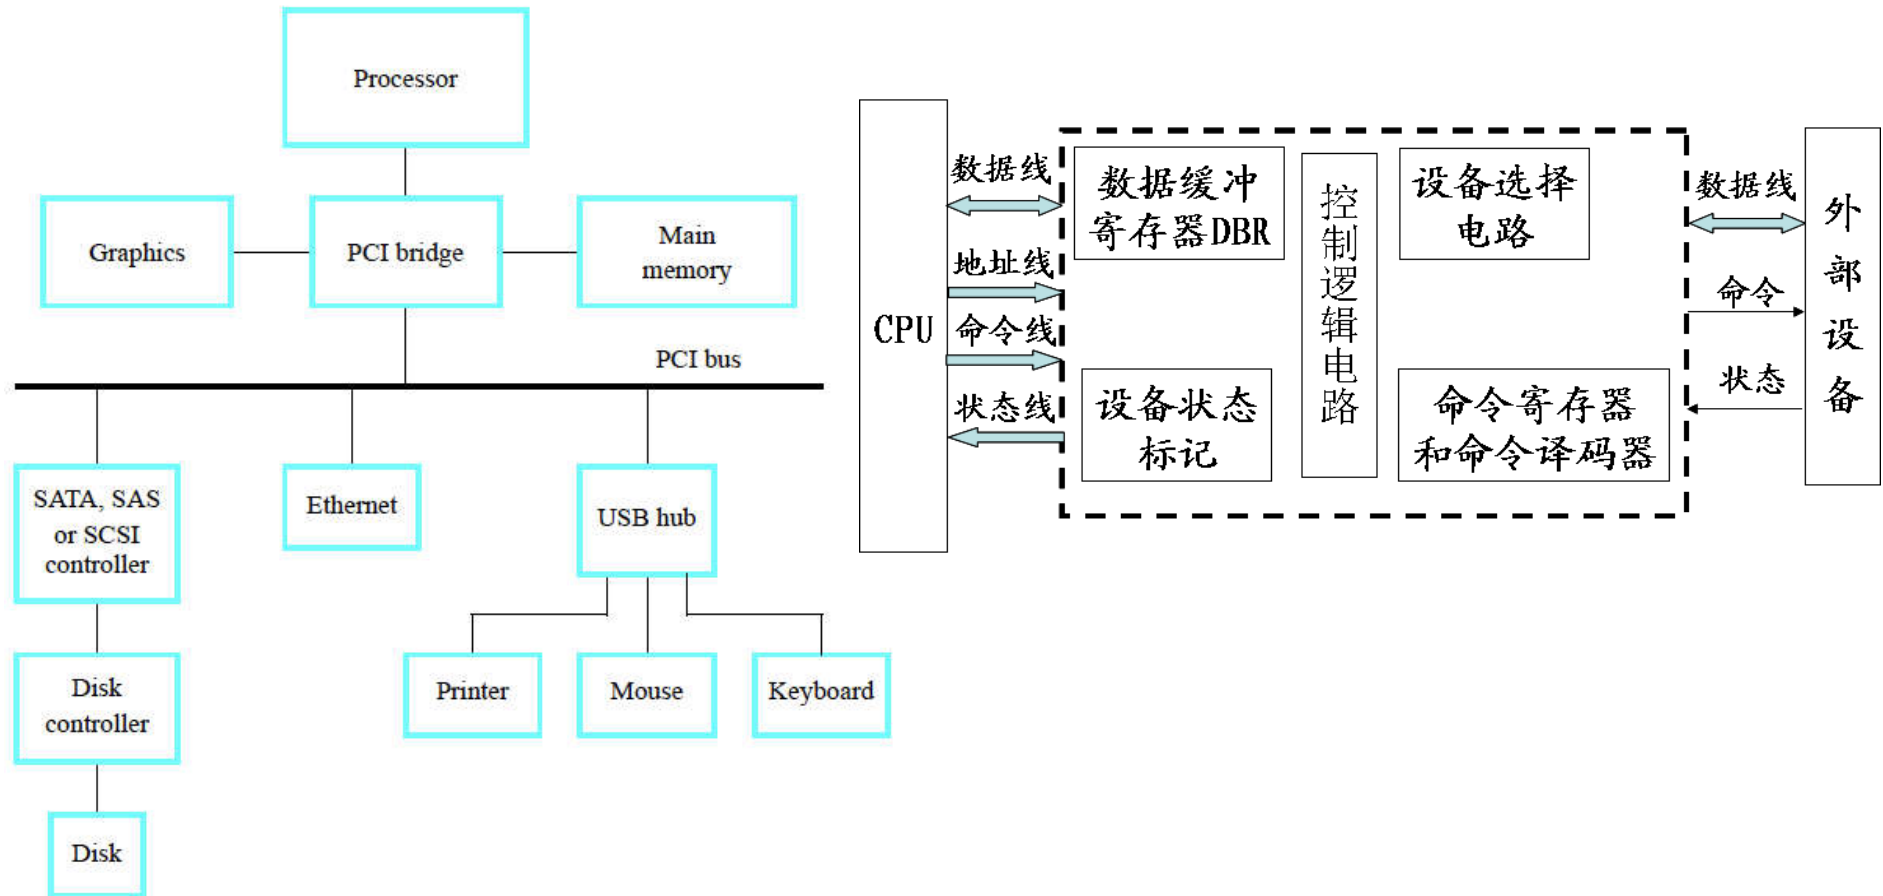 Processor
Graphics
PCI bridge
Main
memory
PCI bus
SATA, SAS
or SCSI
controller
Ethernet
USB hub
Disk
controller
Printer
Mouse
Keyboard
Disk
CPU
数据线
地址线
命令线
状态线
数据缓冲
寄存器DBR
设备状态
标记
控制逻辑电路
设备选择
电路
命令寄存器
和命令译码器
数据线
命令
状态
外部设备